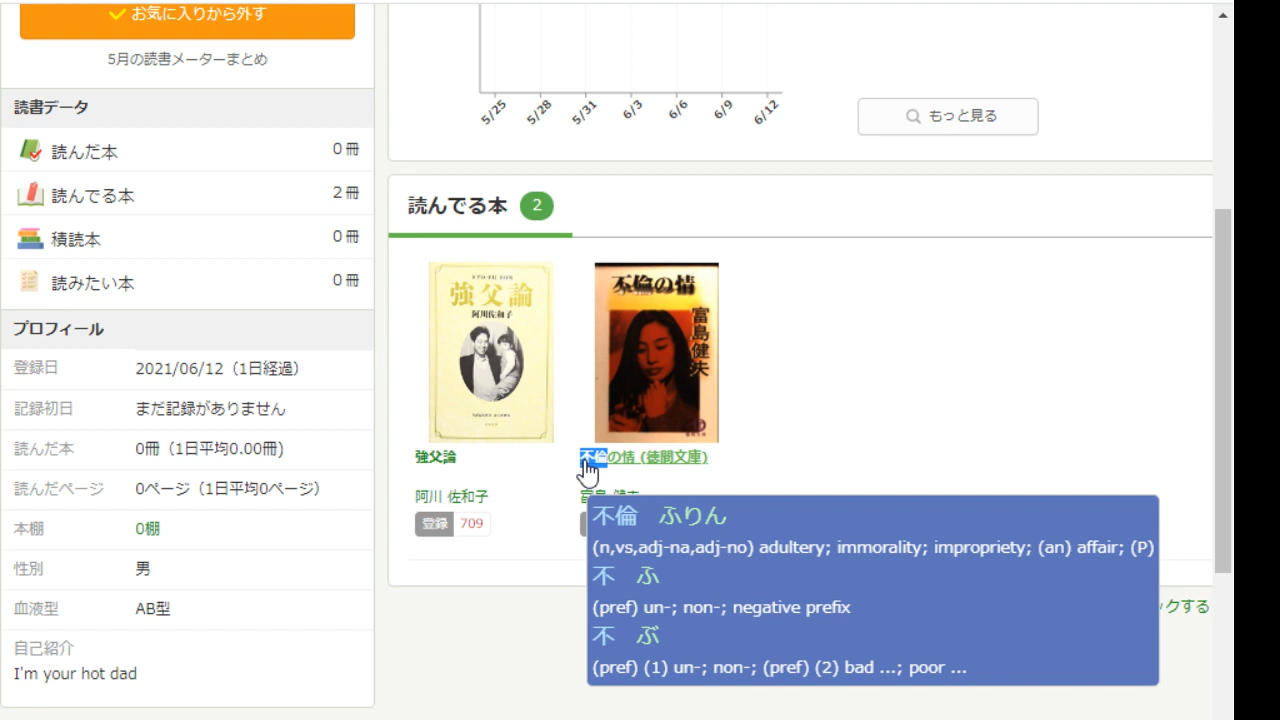 お気に入りから外す
5月の読書メーターまとめ
読書データ
読んだ本 0冊
読んでる本 2冊
積読本 0冊
読みたい本 0冊
プロフィール
登録日 2021/06/12（1日経過）
記録初日 まだ記録がありません
読んだ本 0冊（1日平均0.00冊)
読んだページ 0ページ（1日平均0ページ）
本棚 0棚
性別 男
血液型 AB型
自己紹介
I'm your hot dad
5/25 5/28 5/31 6/3 6/6 6/9 6/12
もっと見る
読んでる本 2
強父論
阿川佐和子
不倫の情
富島健夫
強父論
阿川 佐和子
登録 709
不倫の情 (徳間文庫)
不倫 ふりん
(n,vs,adj-na,adj-no) adultery; immorality; impropriety; (an) affair; (P)
不 ふ
(pref) un-; non-; negative prefix
不 ぶ
(pref) (1) un-; non-; (pref) (2) bad ...; poor ...
クする